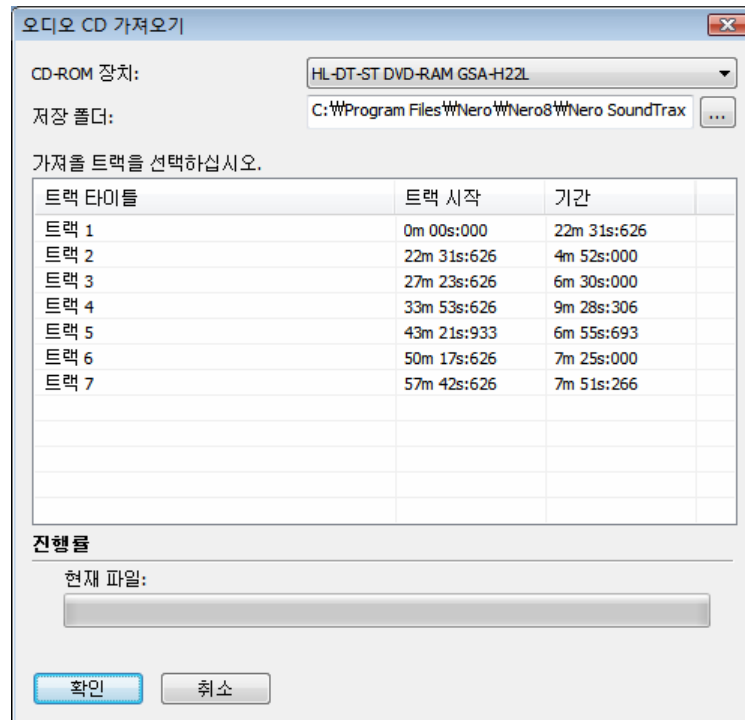 오디오 CD 가져오기
CD-ROM 장치: HL-DT-ST DVD-RAM GSA-H22L
저장 폴더: C:₩Program Files₩Nero₩Nero8₩Nero SoundTrax ...
가져올 트랙을 선택하십시오.
트랙 타이틀 트랙 시작 기간
트랙 1 0m 00s:000 22m 31s:626
트랙 2 22m 31s:626 4m 52s:000
트랙 3 27m 23s:626 6m 30s:000
트랙 4 33m 53s:626 9m 28s:306
트랙 5 43m 21s:933 6m 55s:693
트랙 6 50m 17s:626 7m 25s:000
트랙 7 57m 42s:626 7m 51s:266
진행률
현재 파일:
확인 취소